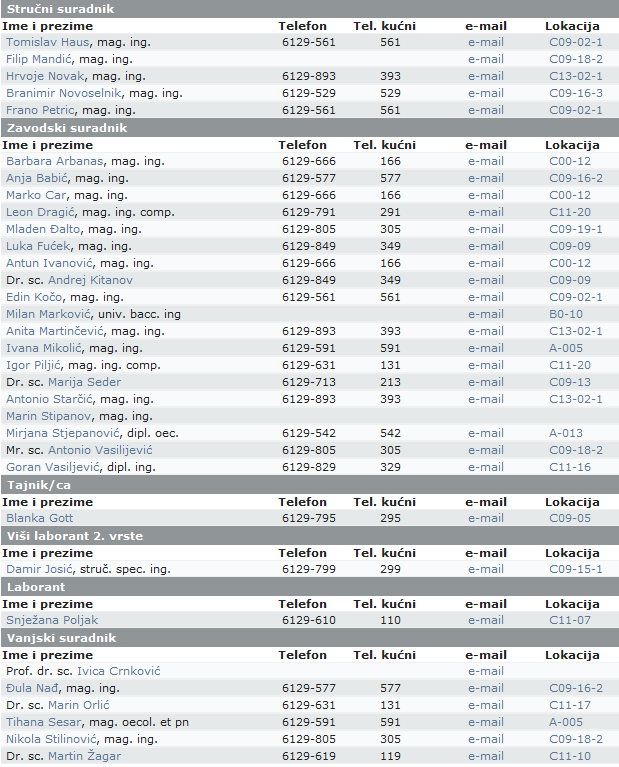 Stručni suradnik
Ime i prezime Telefon Tel. kućni e-mail Lokacija
Tomislav Haus, mag. ing. 6129-561 561 e-mail C09-02-1
Filip Mandić, mag. ing. e-mail C09-18-2
Hrvoje Novak, mag. ing. 6129-893 393 e-mail C13-02-1
Branimir Novoselnik, mag. ing. 6129-529 529 e-mail C09-16-3
Frano Petric, mag. ing. 6129-561 561 e-mail C09-02-1
Zavodski suradnik
Ime i prezime Telefon Tel. kućni e-mail Lokacija
Barbara Arbanas, mag. ing. 6129-666 166 e-mail C00-12
Anja Babić, mag. ing. 6129-577 577 e-mail C09-16-2
Marko Car, mag. ing. 6129-666 166 e-mail C00-12
Leon Dragić, mag. ing. comp. 6129-791 291 e-mail C11-20
Mladen Đalto, mag. ing. 6129-805 305 e-mail C09-19-1
Luka Fućek, mag. ing. 6129-849 349 e-mail C09-09
Antun Ivanović, mag. ing. 6129-666 166 e-mail C00-12
Dr. sc. Andrej Kitanov 6129-849 349 e-mail C09-09
Edin Kočo, mag. ing. 6129-561 561 e-mail C09-02-1
Milan Marković, univ. bacc. ing e-mail B0-10
Anita Martinčević, mag. ing. 6129-893 393 e-mail C13-02-1
Ivana Mikolić, mag. ing. 6129-591 591 e-mail A-005
Igor Piljić, mag. ing. comp. 6129-631 131 e-mail C11-20
Dr. sc. Marija Seder 6129-713 213 e-mail C09-13
Antonio Starčić, mag. ing. 6129-893 393 e-mail C13-02-1
Marin Stipanov, mag. ing.
Mirjana Stjepanović, dipl. oec. 6129-542 542 e-mail A-013
Mr. sc. Antonio Vasilijević 6129-805 305 e-mail C09-18-2
Goran Vasiljević, dipl. ing. 6129-829 329 e-mail C11-16
Tajnik/ca
Ime i prezime Telefon Tel. kućni e-mail Lokacija
Blanka Gott 6129-795 295 e-mail C09-05
Viši laborant 2. vrste
Ime i prezime Telefon Tel. kućni e-mail Lokacija
Damir Josić, struč. spec. ing. 6129-799 299 e-mail C09-15-1
Laborant
Ime i prezime Telefon Tel. kućni e-mail Lokacija
Snježana Poljak 6129-610 110 e-mail C11-07
Vanjski suradnik
Ime i prezime Telefon Tel. kućni e-mail Lokacija
Prof. dr. sc. Ivica Crnković e-mail
Đula Nađ, mag. ing. 6129-577 577 e-mail C09-16-2
Dr. sc. Marin Orlić 6129-631 131 e-mail C11-17
Tihana Sesar, mag. oecol. et pn 6129-591 591 e-mail A-005
Nikola Stilinović, mag. ing. 6129-805 305 e-mail C09-18-2
Dr. sc. Martin Žagar 6129-619 119 e-mail C11-10